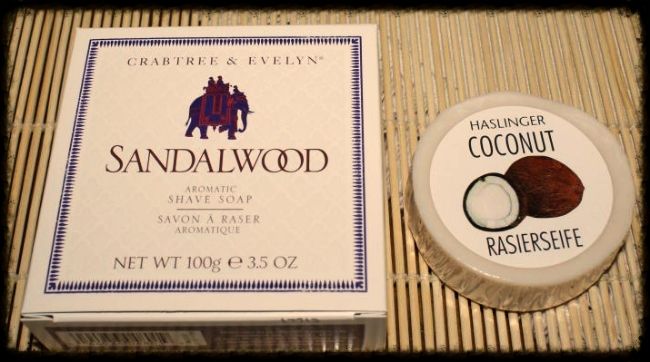 CRABTREE & EVELYN®
SANDALWOOD
AROMATIC
SHAVE SOAP
SAVON À RASER
AROMATIQUE
NET WT 100g ℮ 3.5 OZ
HASLINGER
COCONUT
RASIERSEIFE